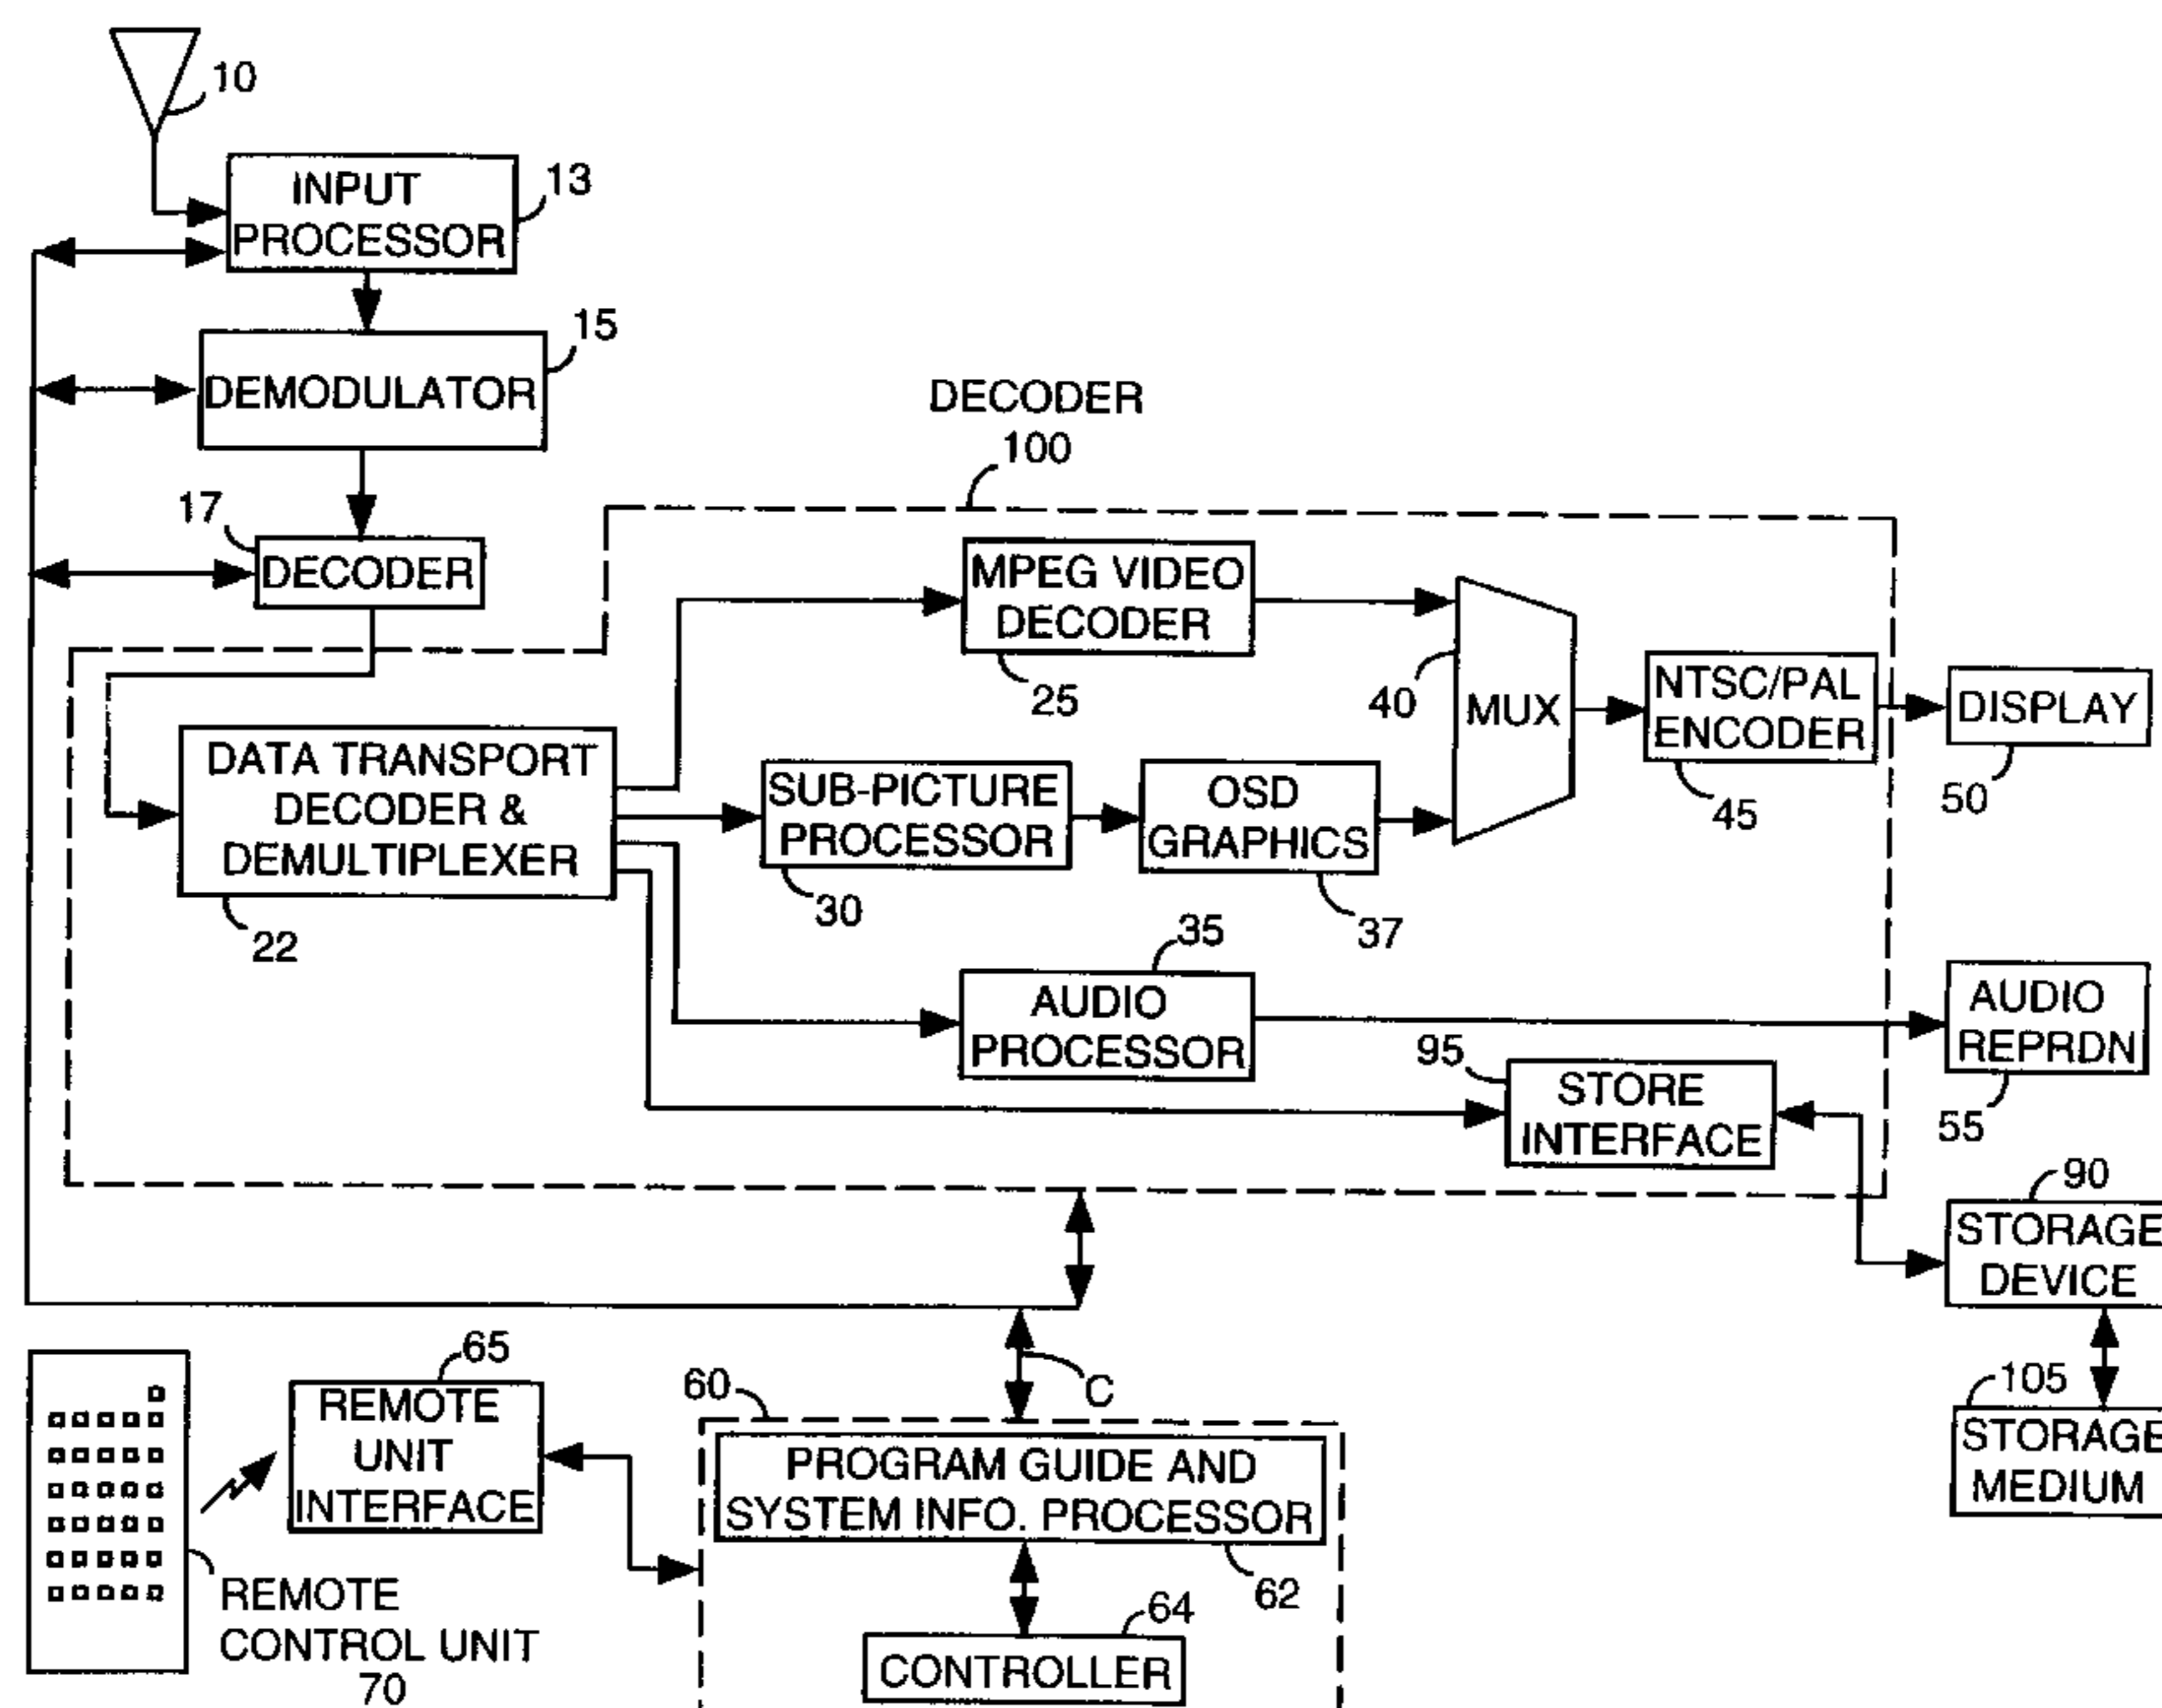 10
INPUT
PROCESSOR
13
DEMODULATOR
15
17
DECODER
DECODER
100
MPEG VIDEO
DECODER
25
40
MUX
NTSC/PAL
ENCODER
45
DISPLAY
50
DATA TRANSPORT
DECODER &
DEMULTIPLEXER
22
SUB-PICTURE
PROCESSOR
30
OSD
GRAPHICS
37
35
AUDIO
PROCESSOR
AUDIO
REPRDN
55
95
STORE
INTERFACE
90
STORAGE
DEVICE
105
STORAGE
MEDIUM
65
REMOTE
UNIT
INTERFACE
REMOTE
CONTROL UNIT
70
C
60
PROGRAM GUIDE AND
SYSTEM INFO. PROCESSOR
62
64
CONTROLLER